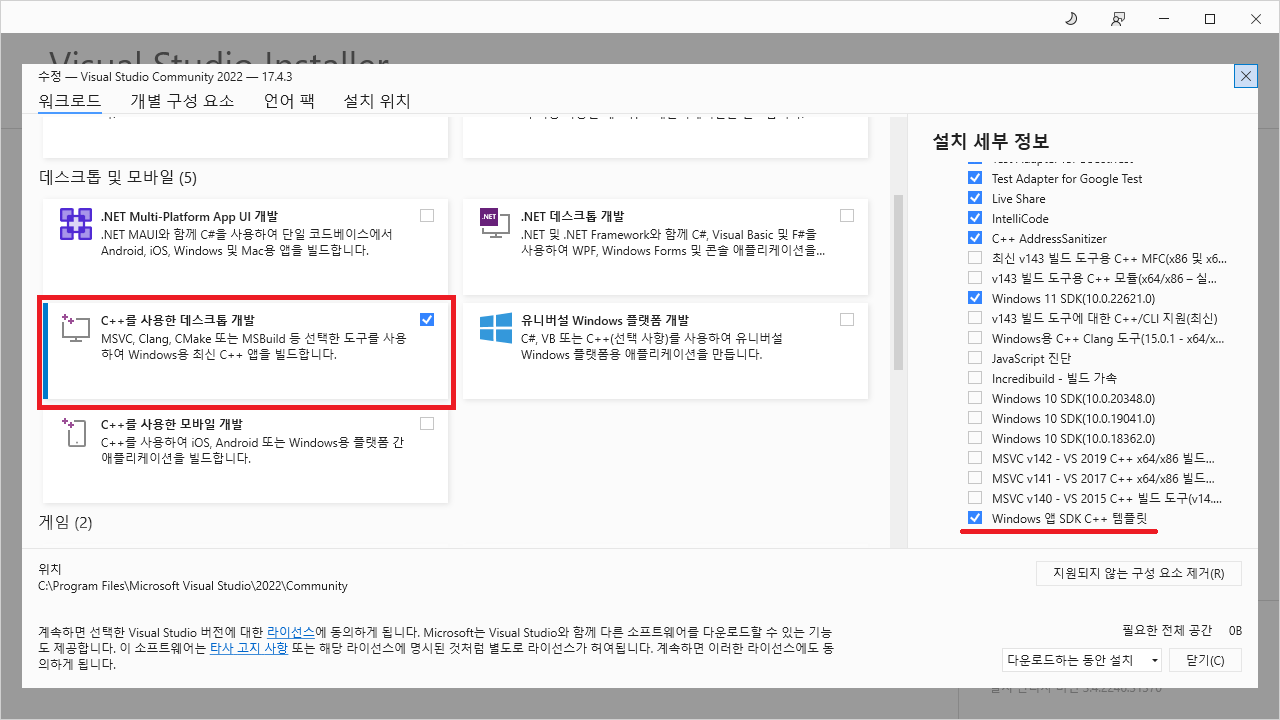 Visual Studio Installer
수정 — Visual Studio Community 2022 — 17.4.3
워크로드 개별 구성 요소 언어 팩 설치 위치
데스크톱 및 모바일 (5)
.NET Multi-Platform App UI 개발
.NET MAUI와 함께 C#을 사용하여 단일 코드베이스에서
Android, iOS, Windows 및 Mac용 앱을 빌드합니다.
.NET
.NET 데스크톱 개발
.NET 및 .NET Framework와 함께 C#, Visual Basic 및 F#을
사용하여 WPF, Windows Forms 및 콘솔 애플리케이션을...
C++를 사용한 데스크톱 개발
MSVC, Clang, CMake 또는 MSBuild 등 선택한 도구를 사용
하여 Windows용 최신 C++ 앱을 빌드합니다.
유니버설 Windows 플랫폼 개발
C#, VB 또는 C++(선택 사항)를 사용하여 유니버설
Windows 플랫폼용 애플리케이션을 만듭니다.
C++를 사용한 모바일 개발
C++를 사용하여 iOS, Android 또는 Windows용 플랫폼 간
애플리케이션을 빌드합니다.
게임 (2)
설치 세부 정보
Test Adapter for Boost.Test
Test Adapter for Google Test
Live Share
IntelliCode
C++ AddressSanitizer
최신 v143 빌드 도구용 C++ MFC(x86 및 x6...
v143 빌드 도구용 C++ 모듈(x64/x86 – 실...
Windows 11 SDK(10.0.22621.0)
v143 빌드 도구에 대한 C++/CLI 지원(최신)
Windows용 C++ Clang 도구(15.0.1 - x64/x...
JavaScript 진단
Incredibuild - 빌드 가속
Windows 10 SDK(10.0.20348.0)
Windows 10 SDK(10.0.19041.0)
Windows 10 SDK(10.0.18362.0)
MSVC v142 - VS 2019 C++ x64/x86 빌드...
MSVC v141 - VS 2017 C++ x64/x86 빌드...
MSVC v140 - VS 2015 C++ 빌드 도구(v14....
Windows 앱 SDK C++ 템플릿
위치
C:\Program Files\Microsoft Visual Studio\2022\Community
지원되지 않는 구성 요소 제거(R)
계속하면 선택한 Visual Studio 버전에 대한 라이선스에 동의하게 됩니다. Microsoft는 Visual Studio와 함께 다른 소프트웨어를 다운로드할 수 있는 기능
도 제공합니다. 이 소프트웨어는 타사 고지 사항 또는 해당 라이선스에 명시된 것처럼 별도로 라이선스가 허여됩니다. 계속하면 이러한 라이선스에도 동
의하게 됩니다.
필요한 전체 공간 0B
다운로드하는 동안 설치 닫기(C)